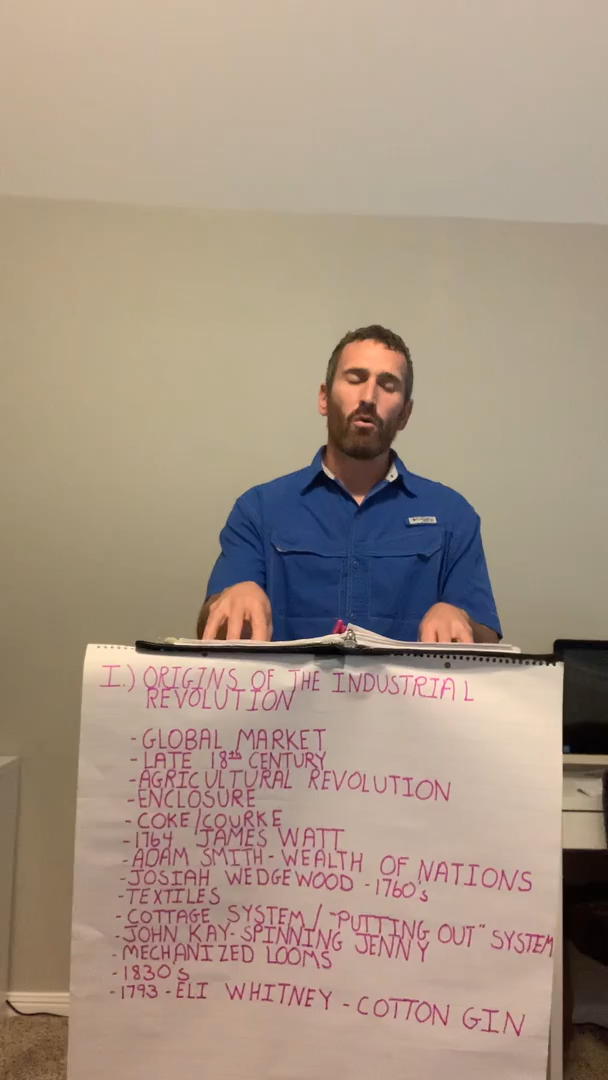 I.) ORIGINS OF THE INDUSTRIAL
REVOLUTION
- GLOBAL MARKET
- LATE 18th CENTURY
- AGRICULTURAL REVOLUTION
- ENCLOSURE
- COKE/COURKE
- 1764 JAMES WATT
- ADAM SMITH - WEALTH OF NATIONS
- JOSIAH WEDGEWOOD - 1760's
- TEXTILES
- COTTAGE SYSTEM / "PUTTING OUT" SYSTEM
- JOHN KAY - SPINNING JENNY
- MECHANIZED LOOMS
- 1830's
- 1793 - ELI WHITNEY - COTTON GIN